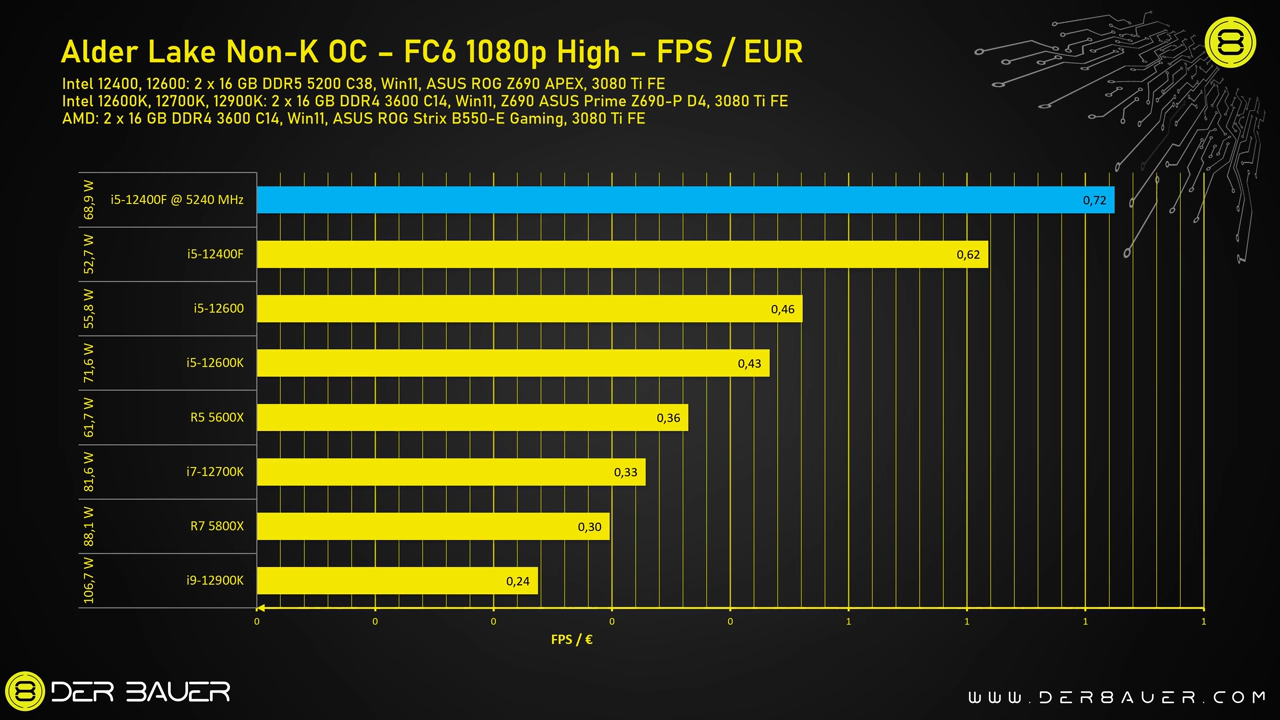 Alder Lake Non-K OC – FC6 1080p High – FPS / EUR
Intel 12400, 12600: 2 x 16 GB DDR5 5200 C38, Win11, ASUS ROG Z690 APEX, 3080 Ti FE
Intel 12600K, 12700K, 12900K: 2 x 16 GB DDR4 3600 C14, Win11, Z690 ASUS Prime Z690-P D4, 3080 Ti FE
AMD: 2 x 16 GB DDR4 3600 C14, Win11, ASUS ROG Strix B550-E Gaming, 3080 Ti FE
8
68,9 W i5-12400F @ 5240 MHz 0,72
52,7 W i5-12400F 0,62
55,8 W i5-12600 0,46
71,6 W i5-12600K 0,43
61,7 W R5 5600X 0,36
81,6 W i7-12700K 0,33
88,1 W R7 5800X 0,30
106,7 W i9-12900K 0,24
0 0 0 0 0 1 1 1 1
FPS / €
8 DER BAUER
WWW.DER8AUER.COM